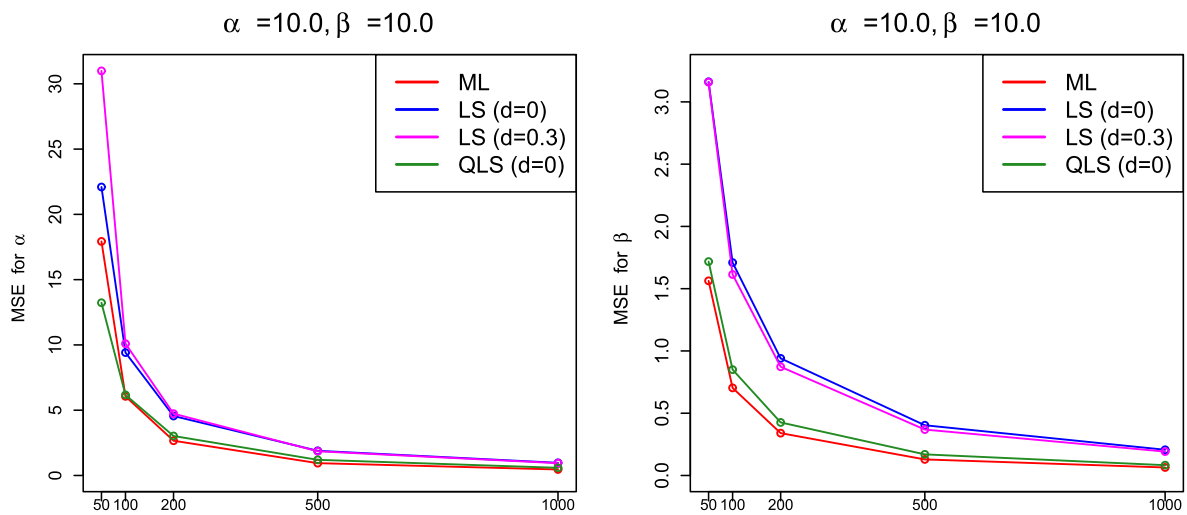 α =10.0, β =10.0
MSE for α
30
25
20
15
10
5
0
ML
LS (d=0)
LS (d=0.3)
QLS (d=0)
50 100 200 500 1000
α =10.0, β =10.0
MSE for β
3.0
2.5
2.0
1.5
1.0
0.5
0.0
ML
LS (d=0)
LS (d=0.3)
QLS (d=0)
50 100 200 500 1000